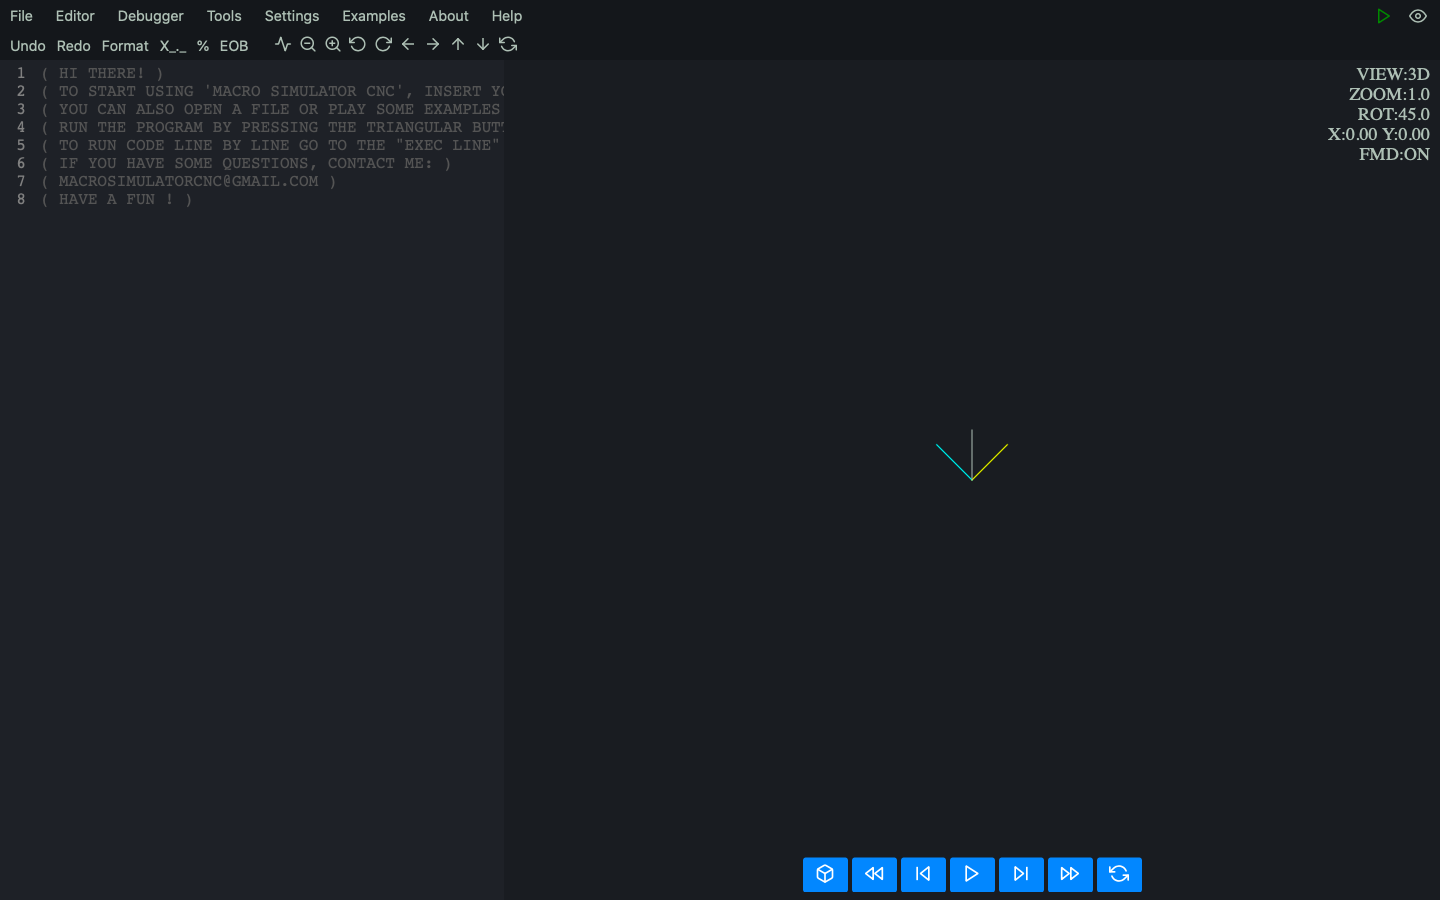 File Editor Debugger Tools Settings Examples About Help
Undo Redo Format X_._ % EOB
1 ( HI THERE! )
2 ( TO START USING 'MACRO SIMULATOR CNC', INSERT
3 ( YOU CAN ALSO OPEN A FILE OR PLAY SOME EXAMPLES
4 ( RUN THE PROGRAM BY PRESSING THE TRIANGULAR
5 ( TO RUN CODE LINE BY LINE GO TO THE "EXEC LINE"
6 ( IF YOU HAVE SOME QUESTIONS, CONTACT ME: )
7 ( MACROSIMULATORCNC@GMAIL.COM )
8 ( HAVE A FUN ! )
VIEW:3D
ZOOM:1.0
ROT:45.0
X:0.00 Y:0.00
FMD:ON